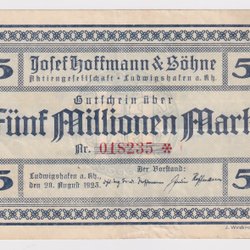 5 Josef Hoffmann & Söhne 5
Aktiengesellschaft - Ludwigshafen a. Rh.
Gutschein über
Fünf Millionen Mark
Nr. 048235 *
Ludwigshafen a. Rh.
den 20. August 1923.
Der Vorstand:
5 5